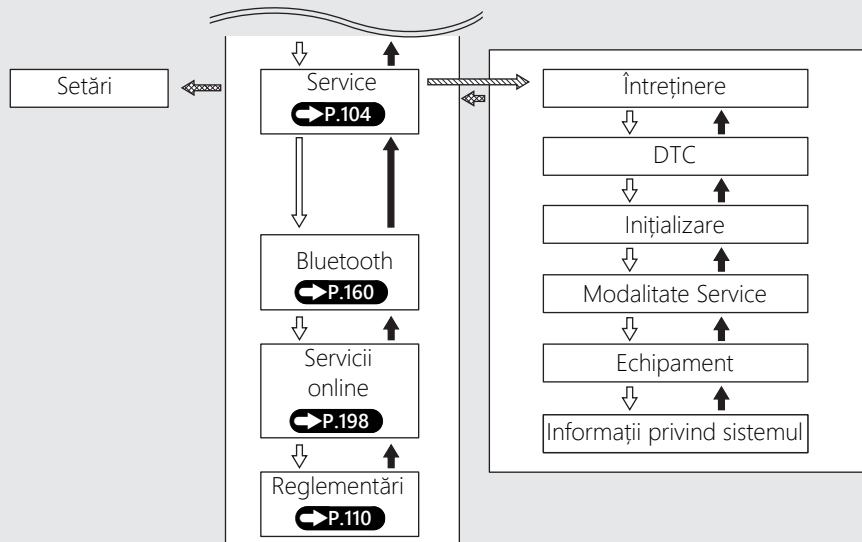 Setări
Service
P.104
Bluetooth
P.160
Servicii
online
P.198
Reglementări
P.110
Întreținere
DTC
Inițializare
Modalitate Service
Echipament
Informații privind sistemul